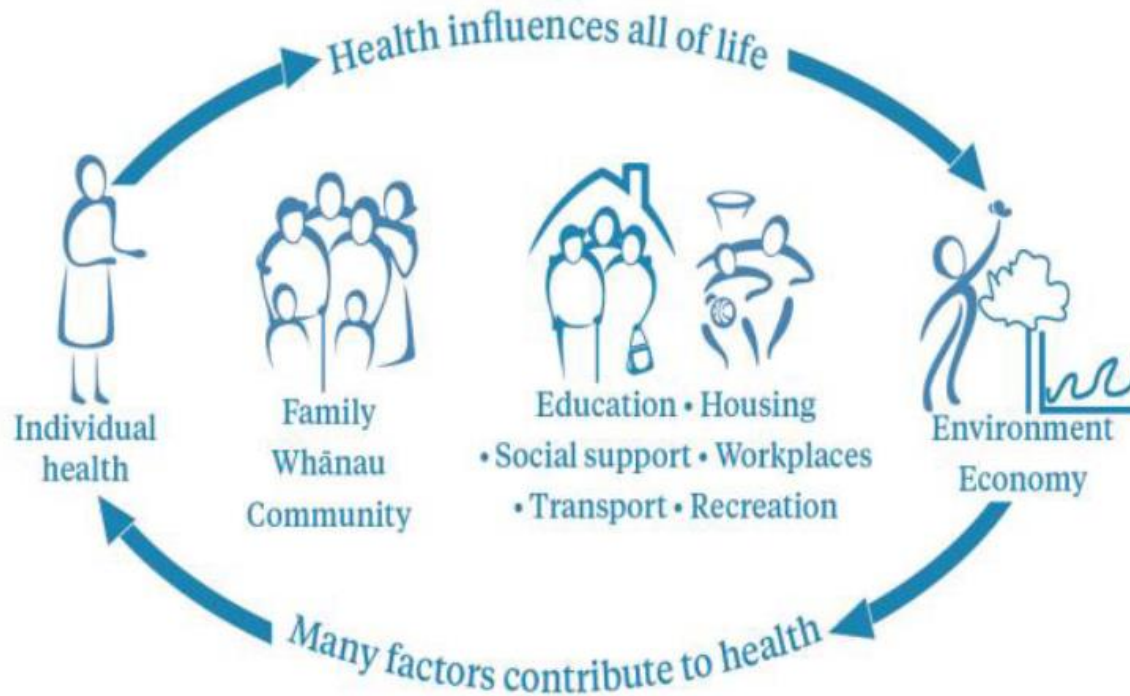 Health influences all of life
Individual
health
Family
Whānau
Community
Education • Housing
• Social support • Workplaces
• Transport • Recreation
Environment
Economy
Many factors contribute to health